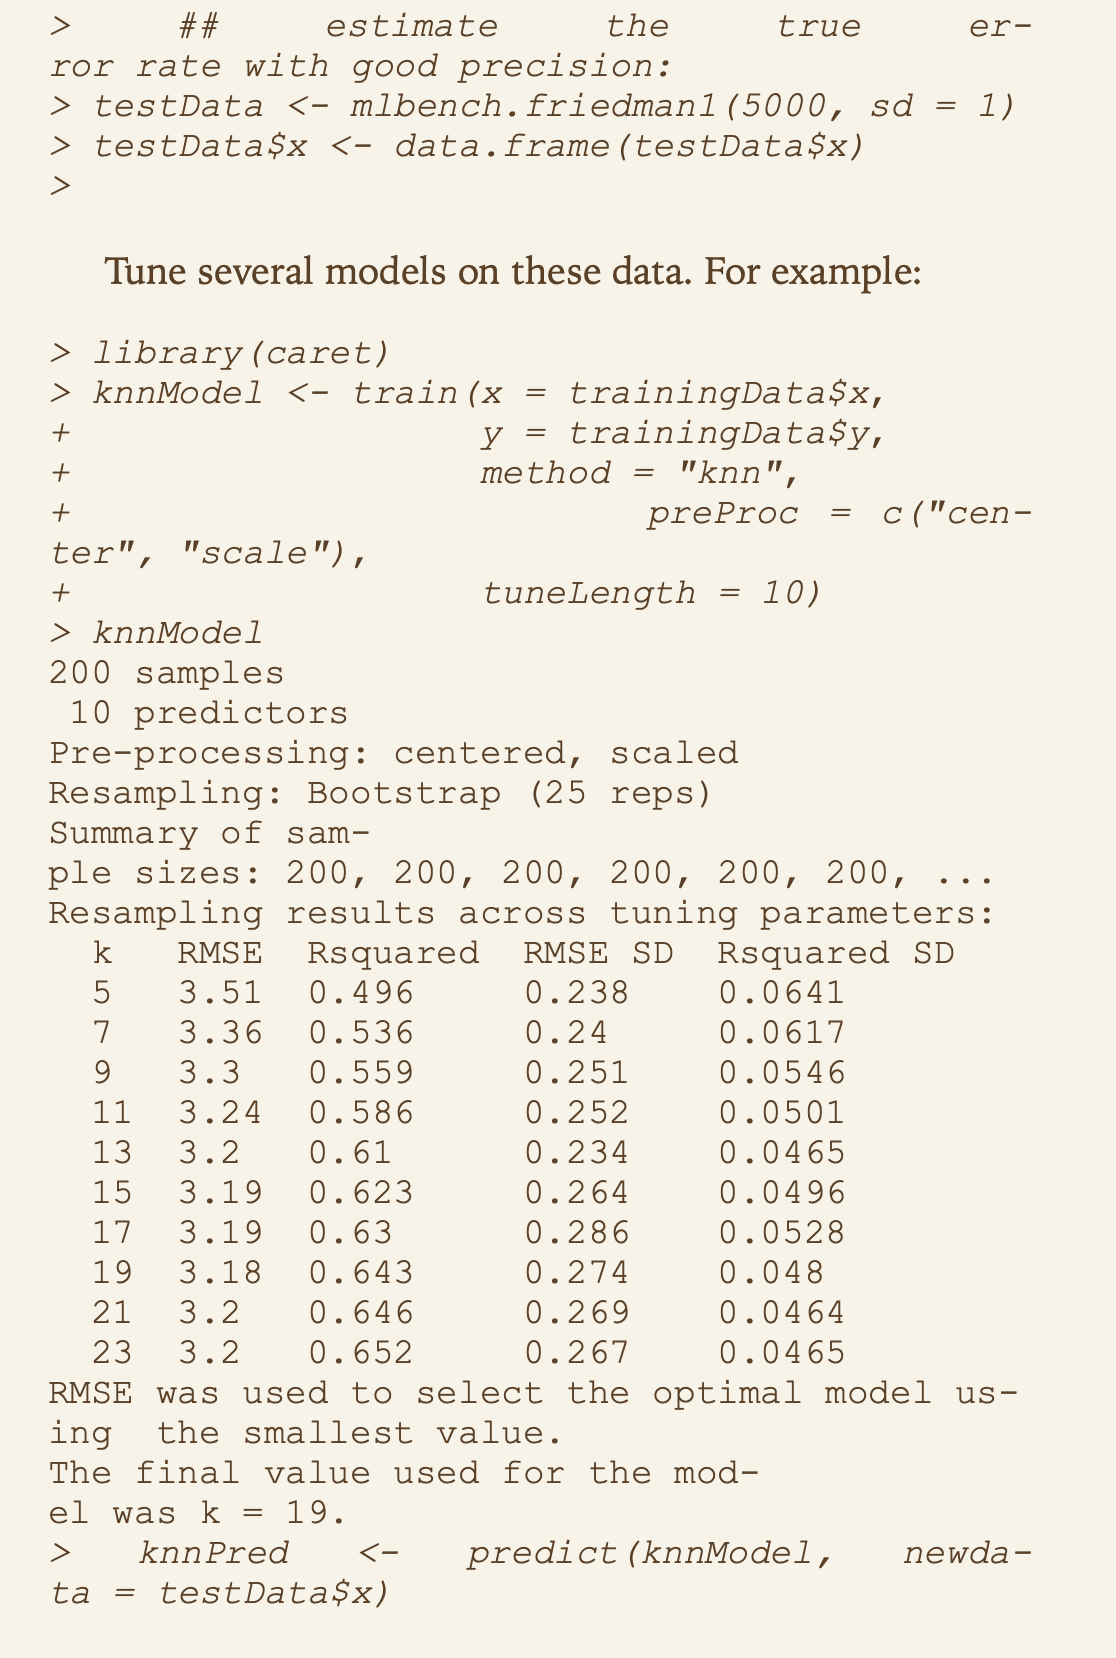 >     ##     estimate     the     true     er-
ror rate with good precision:
> testData <- mlbench.friedman1(5000, sd = 1)
> testData$x <- data.frame(testData$x)
>
Tune several models on these data. For example:
> library(caret)
> knnModel <- train(x = trainingData$x,
+                   y = trainingData$y,
+                   method = "knn",
+                          preProc = c("cen-
ter", "scale"),
+                   tuneLength = 10)
> knnModel
200 samples
 10 predictors
Pre-processing: centered, scaled
Resampling: Bootstrap (25 reps)
Summary of sam-
ple sizes: 200, 200, 200, 200, 200, 200, ...
Resampling results across tuning parameters:
  k   RMSE  Rsquared  RMSE SD  Rsquared SD
  5   3.51  0.496     0.238    0.0641
  7   3.36  0.536     0.24     0.0617
  9   3.3   0.559     0.251    0.0546
  11  3.24  0.586     0.252    0.0501
  13  3.2   0.61      0.234    0.0465
  15  3.19  0.623     0.264    0.0496
  17  3.19  0.63      0.286    0.0528
  19  3.18  0.643     0.274    0.048
  21  3.2   0.646     0.269    0.0464
  23  3.2   0.652     0.267    0.0465
RMSE was used to select the optimal model us-
ing  the smallest value.
The final value used for the mod-
el was k = 19.
>   knnPred   <-   predict(knnModel,   newda-
ta = testData$x)